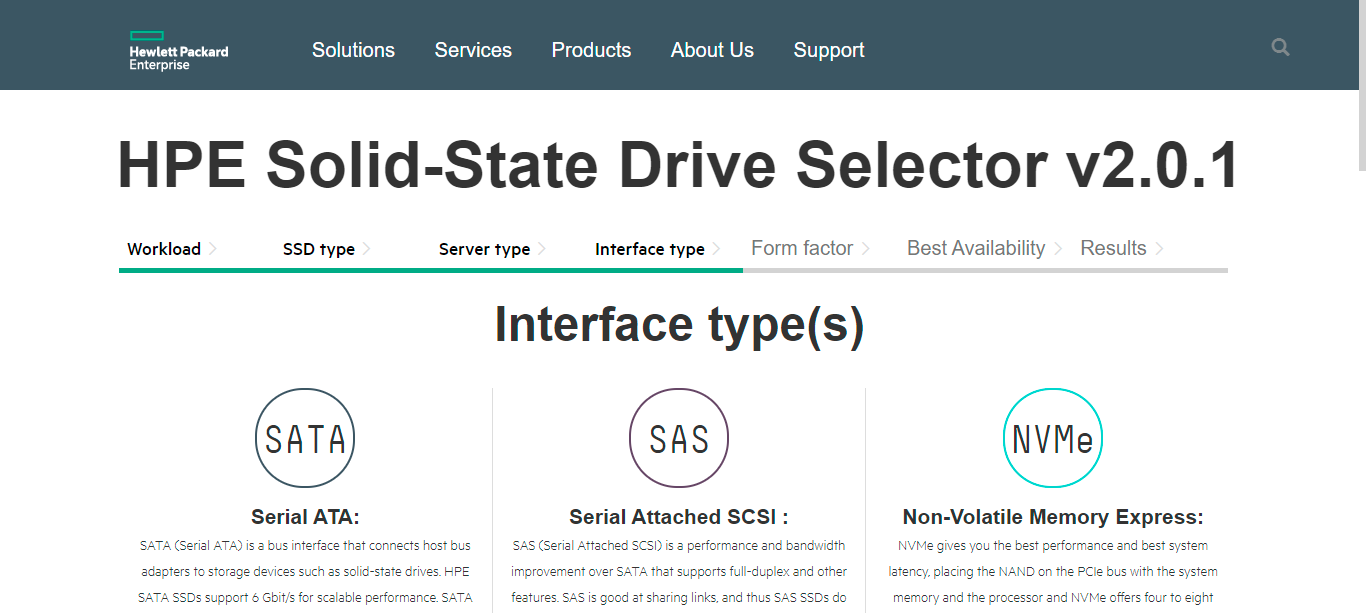 Hewlett Packard
Enterprise
Solutions Services Products About Us Support
HPE Solid-State Drive Selector v2.0.1
Workload SSD type Server type Interface type Form factor Best Availability Results
Interface type(s)
SATA
Serial ATA:
SATA (Serial ATA) is a bus interface that connects host bus
adapters to storage devices such as solid-state drives. HPE
SATA SSDs support 6 Gbit/s for scalable performance. SATA
SAS
Serial Attached SCSI :
SAS (Serial Attached SCSI) is a performance and bandwidth
improvement over SATA that supports full-duplex and other
features. SAS is good at sharing links, and thus SAS SSDs do
NVMe
Non-Volatile Memory Express:
NVMe gives you the best performance and best system
latency, placing the NAND on the PCIe bus with the system
memory and the processor and NVMe offers four to eight